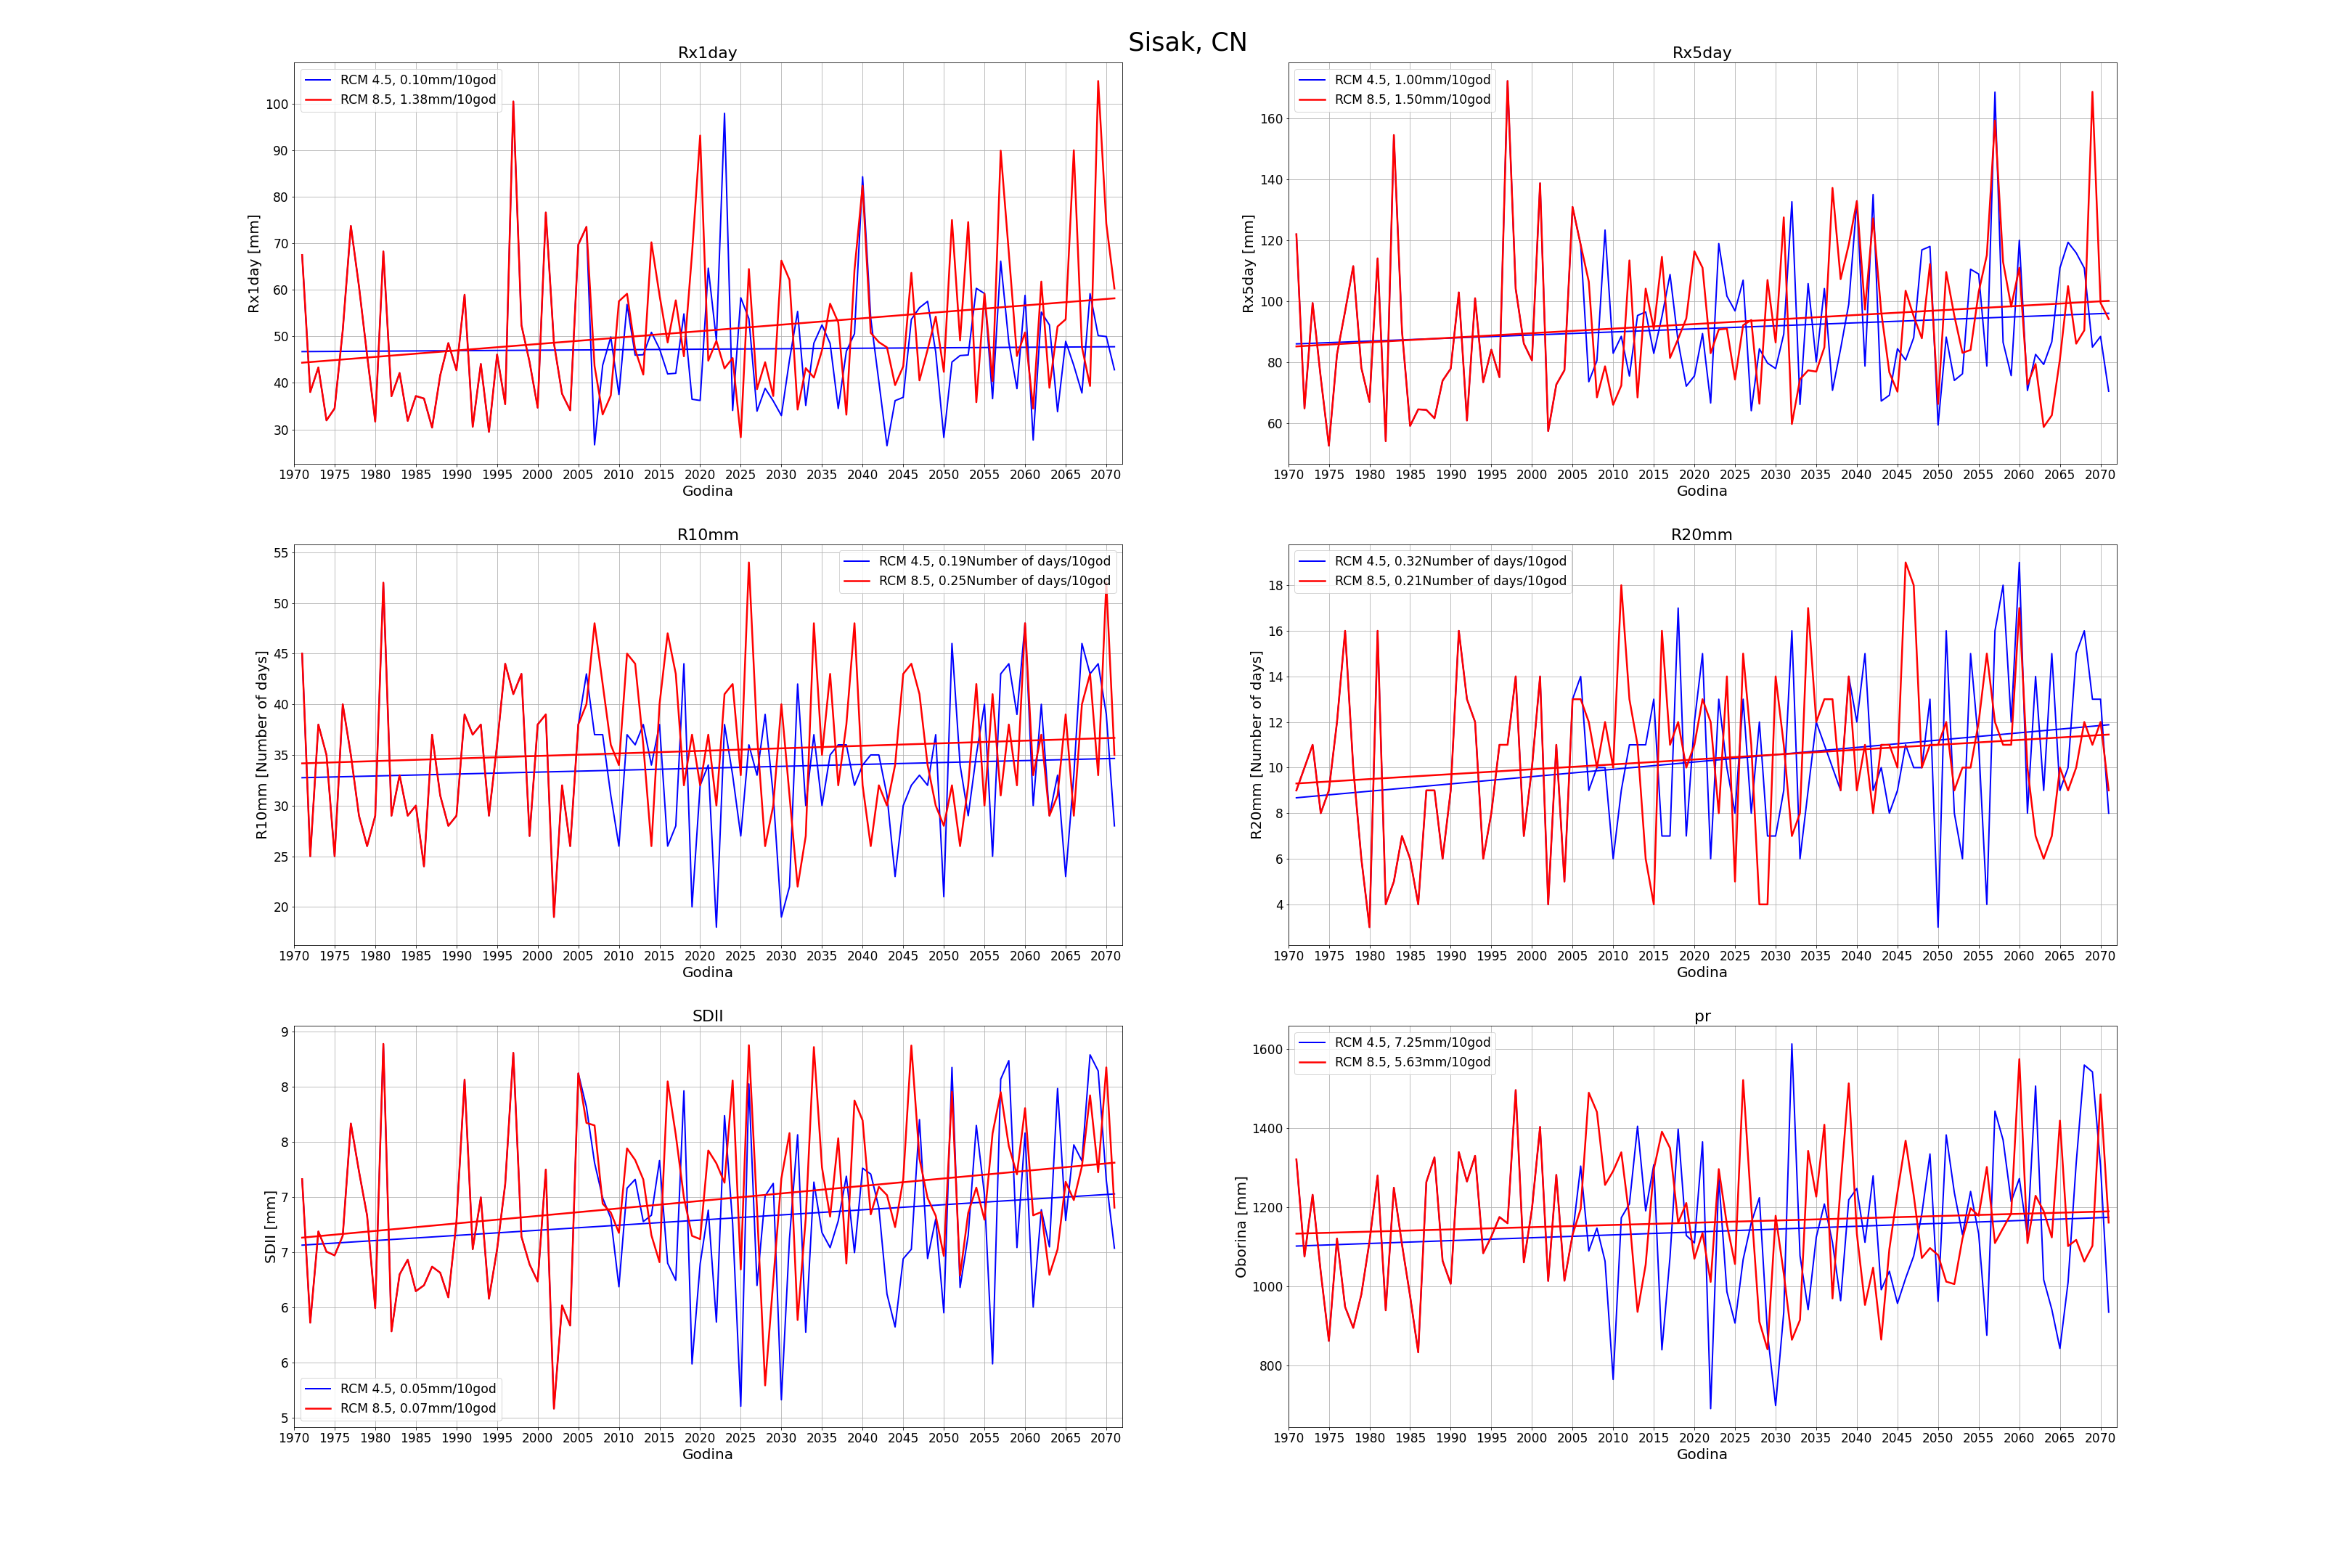 Sisak, CN
Rx1day
RCM 4.5, 0.10mm/10god
RCM 8.5, 1.38mm/10god
Rx1day [mm]
100
90
80
70
60
50
40
30
1970 1975 1980 1985 1990 1995 2000 2005 2010 2015 2020 2025 2030 2035 2040 2045 2050 2055 2060 2065 2070
Godina
Rx5day
RCM 4.5, 1.00mm/10god
RCM 8.5, 1.50mm/10god
Rx5day [mm]
160
140
120
100
80
60
1970 1975 1980 1985 1990 1995 2000 2005 2010 2015 2020 2025 2030 2035 2040 2045 2050 2055 2060 2065 2070
Godina
R10mm
RCM 4.5, 0.19Number of days/10god
RCM 8.5, 0.25Number of days/10god
R10mm [Number of days]
55
50
45
40
35
30
25
20
1970 1975 1980 1985 1990 1995 2000 2005 2010 2015 2020 2025 2030 2035 2040 2045 2050 2055 2060 2065 2070
Godina
R20mm
RCM 4.5, 0.32Number of days/10god
RCM 8.5, 0.21Number of days/10god
R20mm [Number of days]
18
16
14
12
10
8
6
4
1970 1975 1980 1985 1990 1995 2000 2005 2010 2015 2020 2025 2030 2035 2040 2045 2050 2055 2060 2065 2070
Godina
SDII
RCM 4.5, 0.05mm/10god
RCM 8.5, 0.07mm/10god
SDII [mm]
9
8
8
7
7
6
6
5
1970 1975 1980 1985 1990 1995 2000 2005 2010 2015 2020 2025 2030 2035 2040 2045 2050 2055 2060 2065 2070
Godina
pr
RCM 4.5, 7.25mm/10god
RCM 8.5, 5.63mm/10god
Oborina [mm]
1600
1400
1200
1000
800
1970 1975 1980 1985 1990 1995 2000 2005 2010 2015 2020 2025 2030 2035 2040 2045 2050 2055 2060 2065 2070
Godina